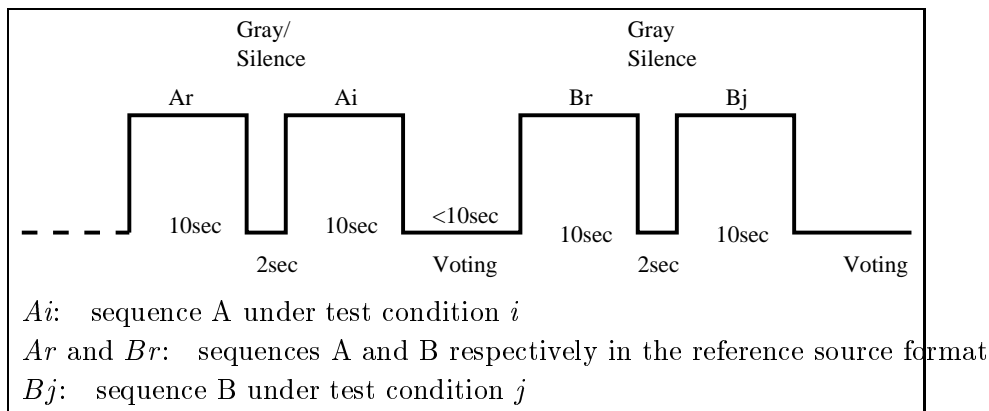 Gray/
Silence
Gray
Silence
Ar
Ai
Br
Bj
10sec
10sec
<10sec
10sec
10sec
2sec
Voting
2sec
Voting
Ai: sequence A under test condition i
Ar and Br: sequences A and B respectively in the reference source format
Bj: sequence B under test condition j